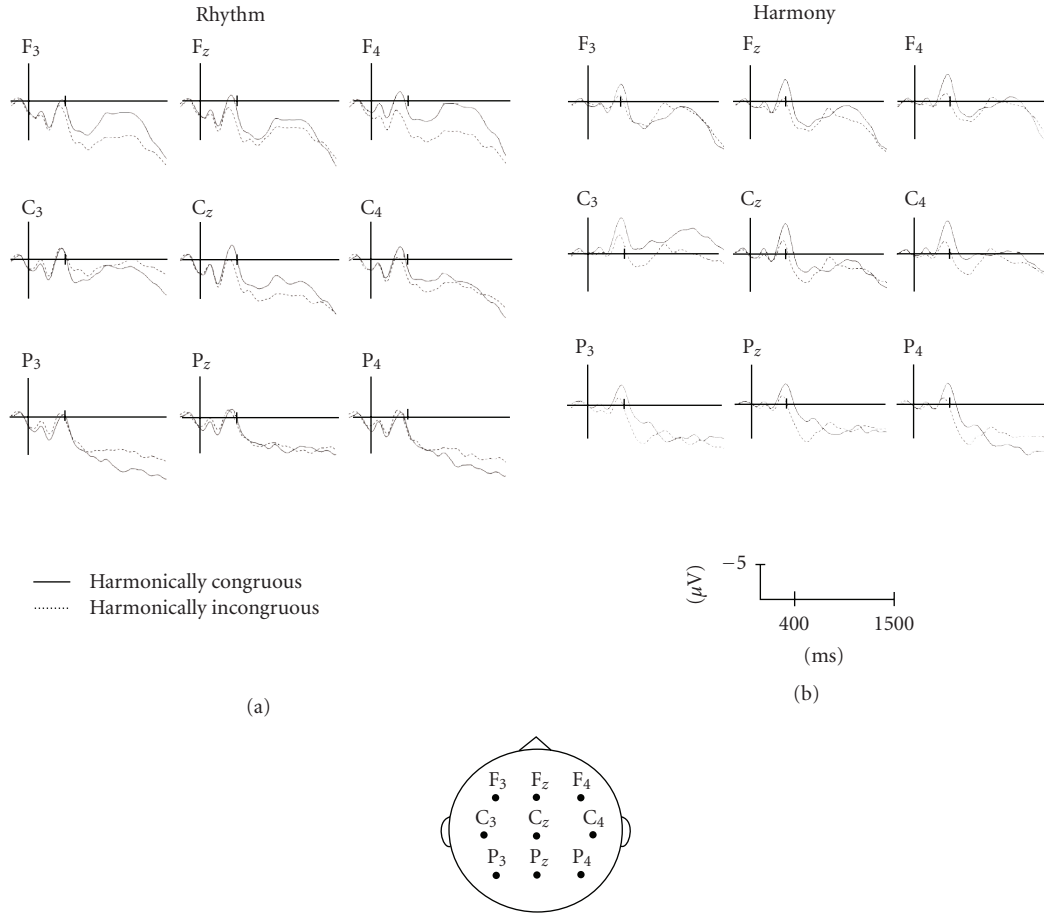 Rhythm
F3 Fz F4
C3 Cz C4
P3 Pz P4
Harmonically congruous
Harmonically incongruous
(a)
Harmony
F3 Fz F4
C3 Cz C4
P3 Pz P4
−5
(μV)
400 1500
(ms)
(b)
F3 Fz F4
C3 Cz C4
P3 Pz P4